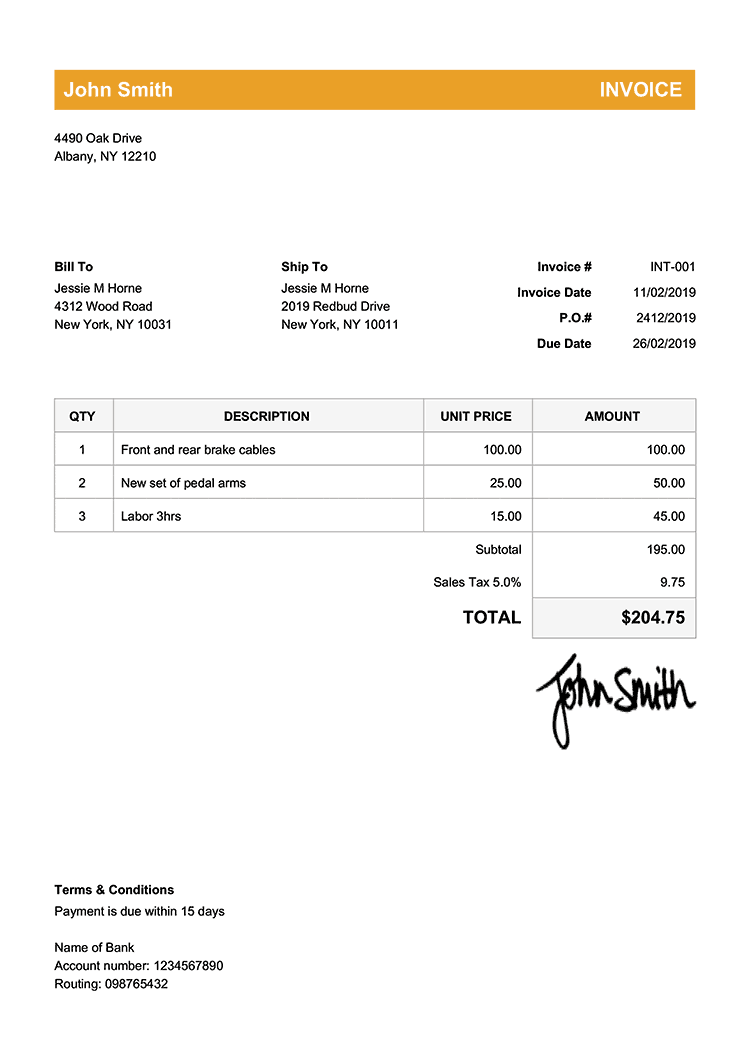 John Smith INVOICE
4490 Oak Drive
Albany, NY 12210
Bill To
Jessie M Horne
4312 Wood Road
New York, NY 10031
Ship To
Jessie M Horne
2019 Redbud Drive
New York, NY 10011
Invoice # INT-001
Invoice Date 11/02/2019
P.O.# 2412/2019
Due Date 26/02/2019
QTY DESCRIPTION UNIT PRICE AMOUNT
1 Front and rear brake cables 100.00 100.00
2 New set of pedal arms 25.00 50.00
3 Labor 3hrs 15.00 45.00
Subtotal 195.00
Sales Tax 5.0% 9.75
TOTAL $204.75
John Smith
Terms & Conditions
Payment is due within 15 days
Name of Bank
Account number: 1234567890
Routing: 098765432